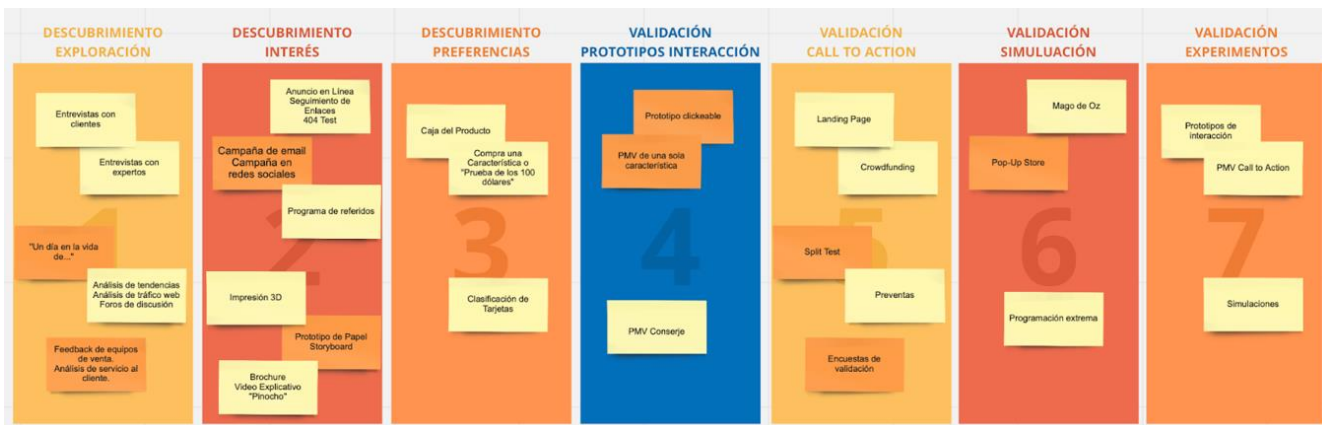 DESCUBRIMIENTO
EXPLORACIÓN
1
Entrevistas con
clientes
Entrevistas con
expertos
"Un día en la vida
de..."
Análisis de tendencias
Análisis de tráfico web
Foros de discusión
Feedback de equipos
de venta.
Análisis de servicio al
cliente.
DESCUBRIMIENTO
INTERÉS
2
Anuncio en Línea
Seguimiento de
Enlaces
404 Test
Campaña de email
Campaña en
redes sociales
Programa de referidos
Impresión 3D
Prototipo de Papel
Storyboard
Brochure
Video Explicativo
"Pinocho"
DESCUBRIMIENTO
PREFERENCIAS
3
Caja del Producto
Compra una
Característica o
"Prueba de los 100
dólares"
Clasificación de
Tarjetas
VALIDACIÓN
PROTOTIPOS INTERACCIÓN
4
Prototipo clickeable
PMV de una sola
característica
PMV Conserje
VALIDACIÓN
CALL TO ACTION
5
Landing Page
Crowdfunding
Split Test
Preventas
Encuestas de
validación
VALIDACIÓN
SIMULUACIÓN
6
Mago de Oz
Pop-Up Store
Programación extrema
VALIDACIÓN
EXPERIMENTOS
7
Prototipos de
interacción
PMV Call to Action
Simulaciones